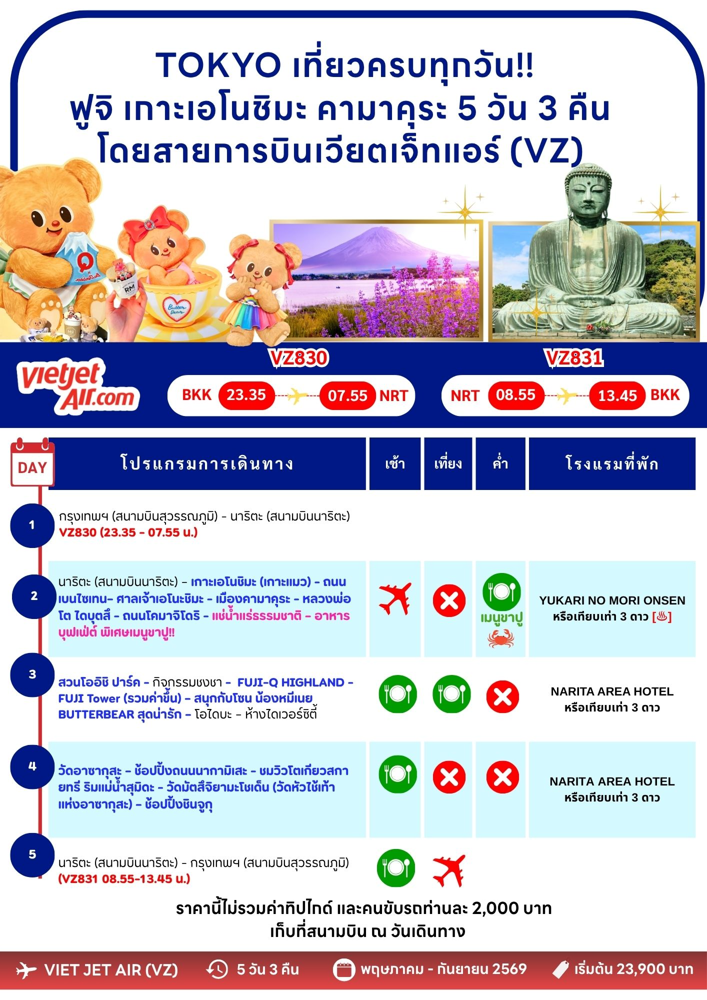 TOKYO เที่ยวครบทุกวัน!!
ฟูจิ เกาะเอโนชิมะ คามาคุระ 5 วัน 3 คืน
โดยสายการบินเวียตเจ็ทแอร์ (VZ)
Q
Butterbear
RM
Butter
Bear
vietjet
Air.com
VZ830
BKK 23.35 07.55 NRT
VZ831
NRT 08.55 13.45 BKK
DAY
โปรแกรมการเดินทาง
เช้า
เที่ยง
ค่ำ
โรงแรมที่พัก
1
กรุงเทพฯ (สนามบินสุวรรณภูมิ) - นาริตะ (สนามบินนาริตะ)
VZ830 (23.35 - 07.55 น.)
2
นาริตะ (สนามบินนาริตะ) – เกาะเอโนชิมะ (เกาะแมว) – ถนน
เบนไซเทน– ศาลเจ้าเอโนะชิมะ – เมืองคามาคุระ – หลวงพ่อ
โต ไดบุตสึ – ถนนโคมาจิโดริ – แช่น้ำแร่ธรรมชาติ – อาหาร
บุฟเฟ่ต์ พิเศษเมนูขาปู!!
เมนูขาปู
YUKARI NO MORI ONSEN
หรือเทียบเท่า 3 ดาว [♨]
3
สวนโออิชิ ปาร์ค – กิจกรรมชงชา – FUJI-Q HIGHLAND –
FUJI Tower (รวมค่าขึ้น) – สนุกกับโซน น้องหมีเนย
BUTTERBEAR สุดน่ารัก – โอไดบะ – ห้างไดเวอร์ซิตี้
NARITA AREA HOTEL
หรือเทียบเท่า 3 ดาว
4
วัดอาซากุสะ – ช้อปปิ้งถนนนากามิเสะ – ชมวิวโตเกียวสกา
ยทรี ริมแม่น้ำสุมิดะ – วัดมัตสึจิยามะโชเด็น (วัดหัวไช้เท้า
แห่งอาซากุสะ) – ช้อปปิ้งชินจูกุ
NARITA AREA HOTEL
หรือเทียบเท่า 3 ดาว
5
นาริตะ (สนามบินนาริตะ) - กรุงเทพฯ (สนามบินสุวรรณภูมิ)
(VZ831 08.55-13.45 น.)
ราคานี้ไม่รวมค่าทิปไกด์ และคนขับรถท่านละ 2,000 บาท
เก็บที่สนามบิน ณ วันเดินทาง
VIET JET AIR (VZ) 5 วัน 3 คืน พฤษภาคม - กันยายน 2569 เริ่มต้น 23,900 บาท